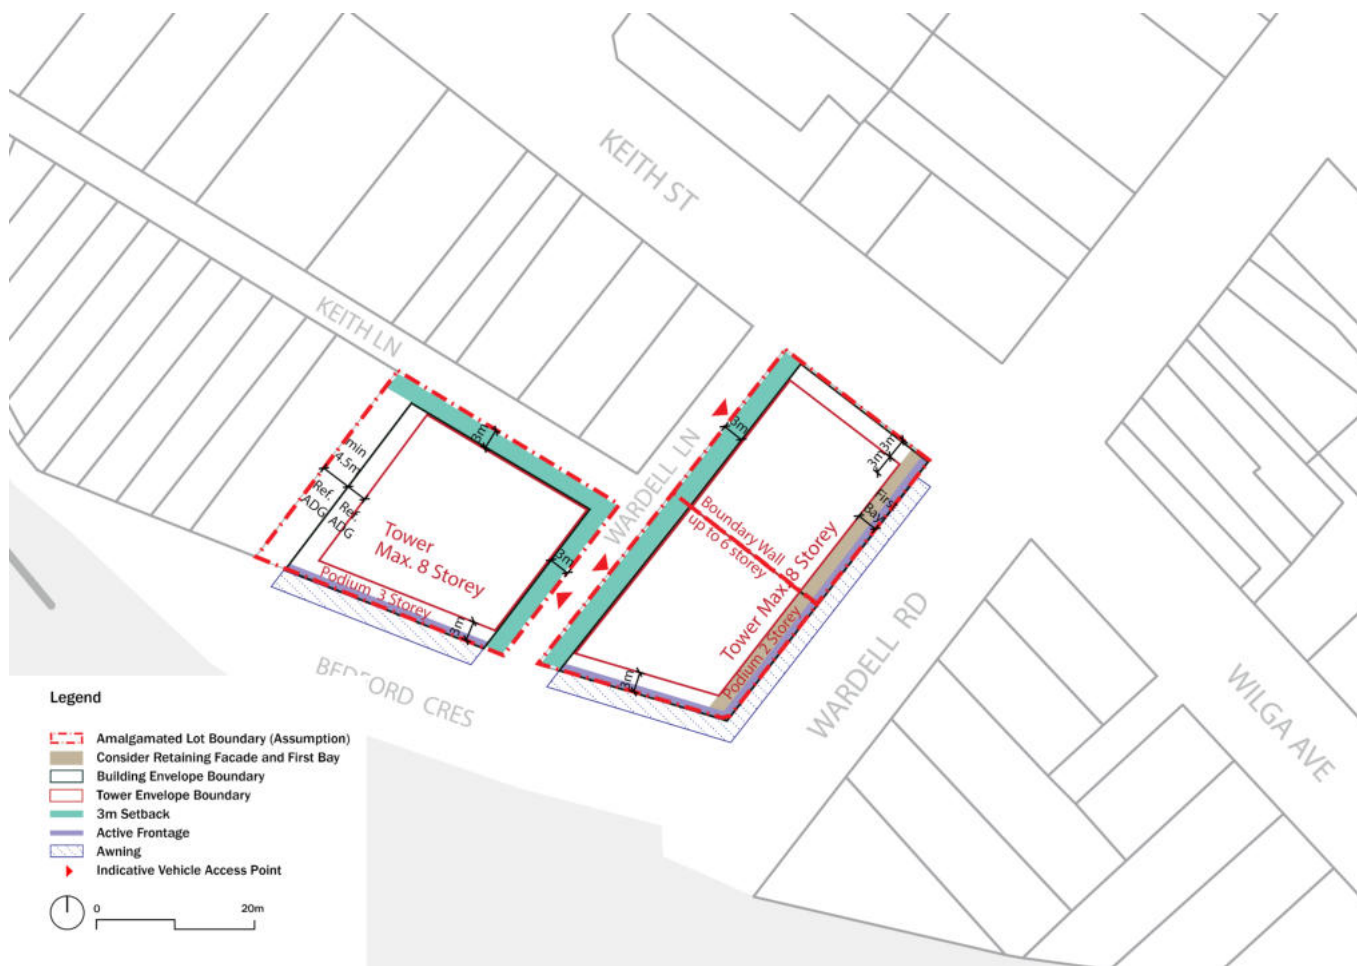 KEITH ST
KEITH LN
WARDELL LN
3m
3m
3m
3m
3m
min
4.5m
Ref.
ADG
Ref.
ADG
Tower
Max. 8 Storey
First
Bay
Boundary Wall
up to 6 storey
Tower Max. 8 Storey
3m
Podium 3 Storey
3m
3m
Podium 2 Storey
WARDELL RD
BEDFORD CRES
WILGA AVE
Legend
Amalgamated Lot Boundary (Assumption)
Consider Retaining Facade and First Bay
Building Envelope Boundary
Tower Envelope Boundary
3m Setback
Active Frontage
Awning
Indicative Vehicle Access Point
0
20m